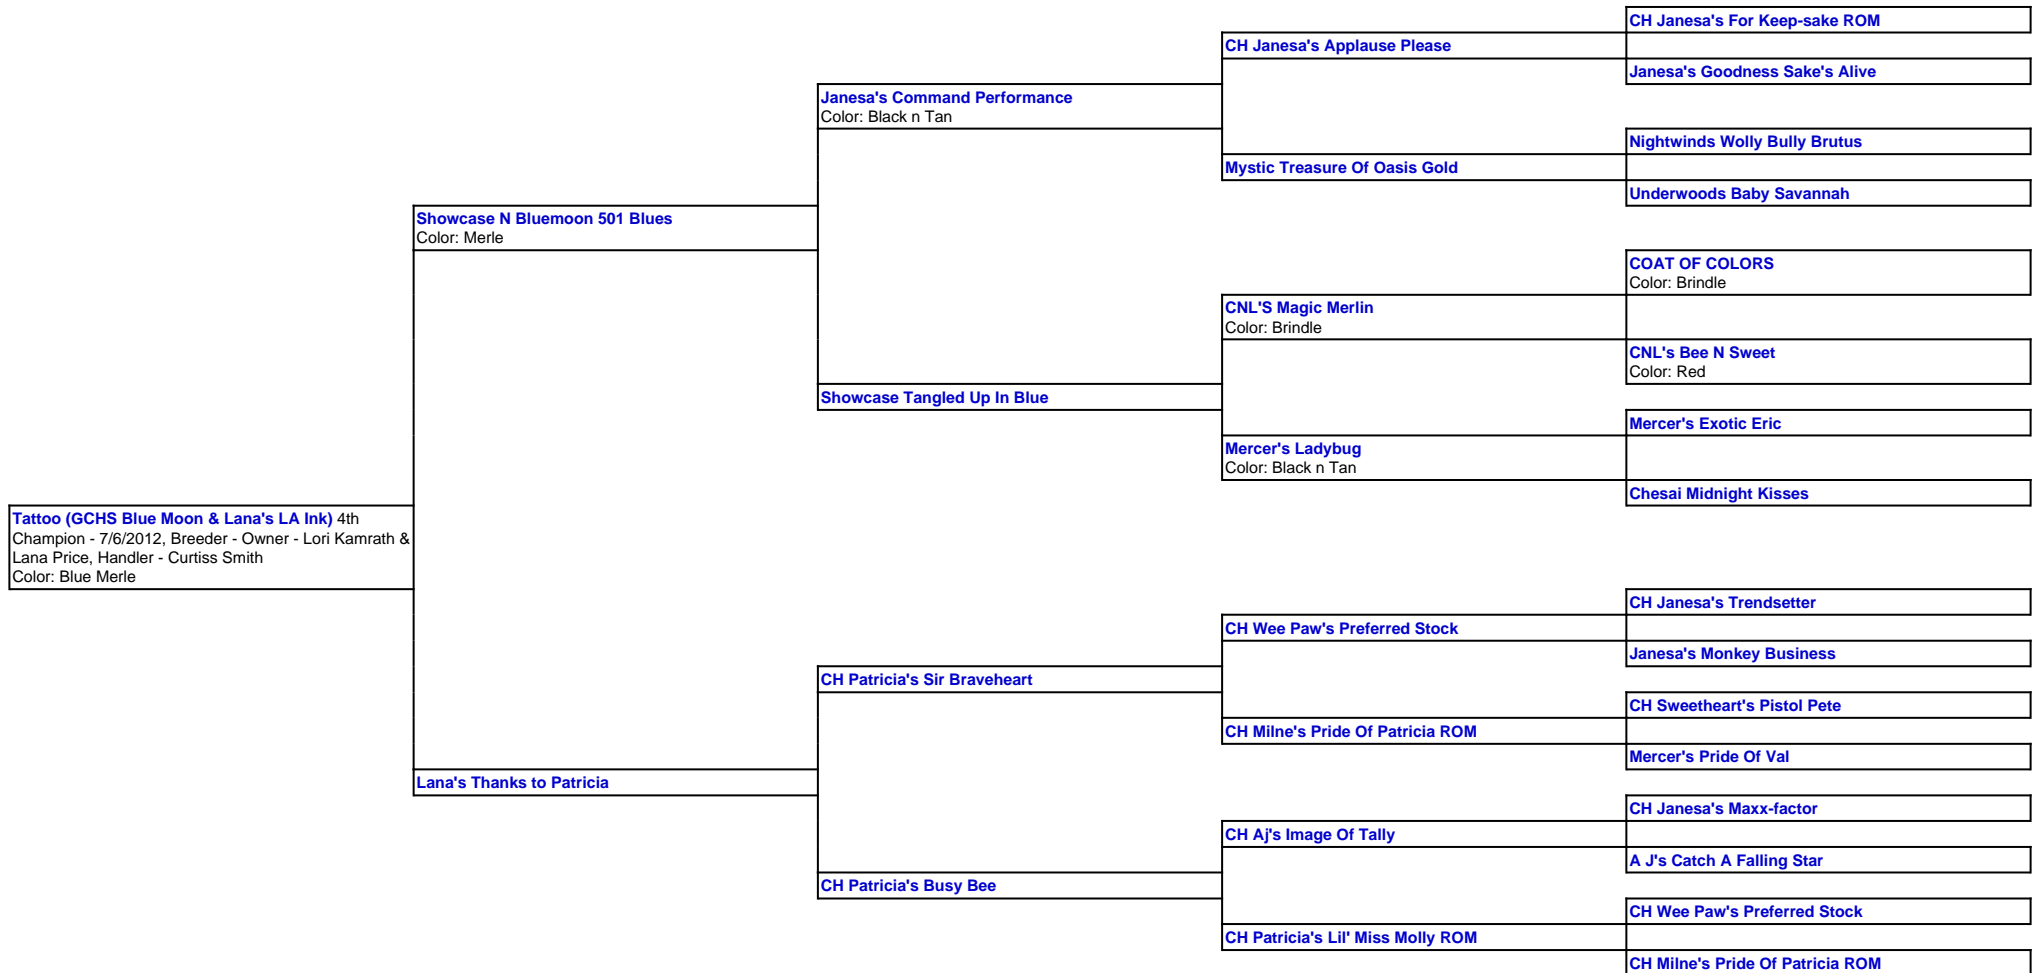 CH Janesa's For Keep-sake ROM
CH Janesa's Applause Please
Janesa's Goodness Sake's Alive
Janesa's Command Performance
Color: Black n Tan
Nightwinds Wolly Bully Brutus
Mystic Treasure Of Oasis Gold
Underwoods Baby Savannah
Showcase N Bluemoon 501 Blues
Color: Merle
COAT OF COLORS
Color: Brindle
CNL'S Magic Merlin
Color: Brindle
CNL's Bee N Sweet
Color: Red
Showcase Tangled Up In Blue
Mercer's Exotic Eric
Mercer's Ladybug
Color: Black n Tan
Chesai Midnight Kisses
Tattoo (GCHS Blue Moon & Lana's LA Ink) 4th
Champion - 7/6/2012, Breeder - Owner - Lori Kamrath &
Lana Price, Handler - Curtiss Smith
Color: Blue Merle
CH Janesa's Trendsetter
CH Wee Paw's Preferred Stock
Janesa's Monkey Business
CH Patricia's Sir Braveheart
CH Sweetheart's Pistol Pete
CH Milne's Pride Of Patricia ROM
Mercer's Pride Of Val
Lana's Thanks to Patricia
CH Janesa's Maxx-factor
CH Aj's Image Of Tally
A J's Catch A Falling Star
CH Patricia's Busy Bee
CH Wee Paw's Preferred Stock
CH Patricia's Lil' Miss Molly ROM
CH Milne's Pride Of Patricia ROM